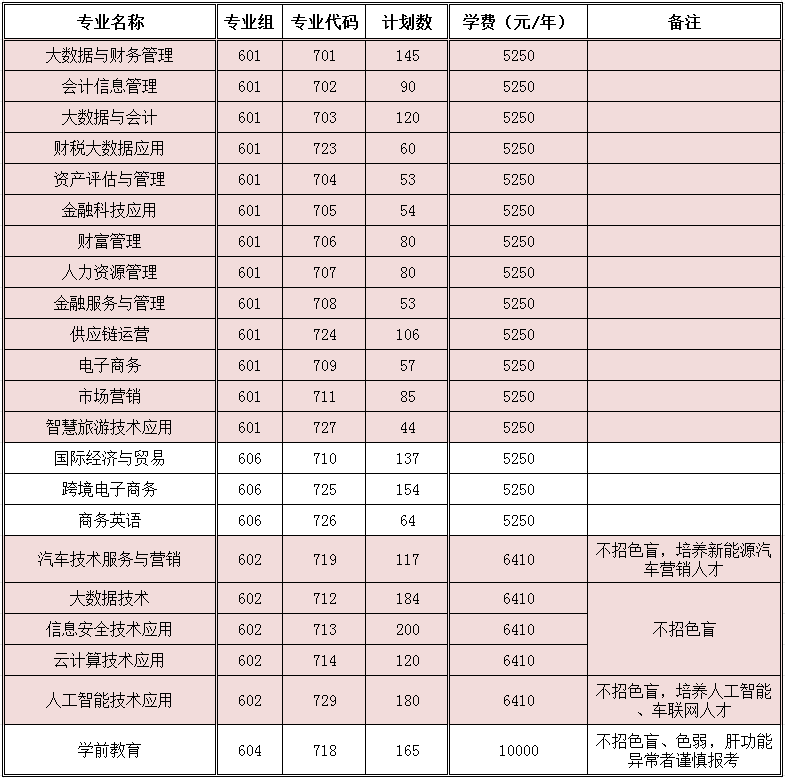 专业名称 专业组 专业代码 计划数 学费（元/年） 备注
大数据与财务管理 601 701 145 5250
会计信息管理 601 702 90 5250
大数据与会计 601 703 120 5250
财税大数据应用 601 723 60 5250
资产评估与管理 601 704 53 5250
金融科技应用 601 705 54 5250
财富管理 601 706 80 5250
人力资源管理 601 707 80 5250
金融服务与管理 601 708 53 5250
供应链运营 601 724 106 5250
电子商务 601 709 57 5250
市场营销 601 711 85 5250
智慧旅游技术应用 601 727 44 5250
国际经济与贸易 606 710 137 5250
跨境电子商务 606 725 154 5250
商务英语 606 726 64 5250
汽车技术服务与营销 602 719 117 6410 不招色盲，培养新能源汽
车营销人才
大数据技术 602 712 184 6410
信息安全技术应用 602 713 200 6410 不招色盲
云计算技术应用 602 714 120 6410
人工智能技术应用 602 729 180 6410 不招色盲，培养人工智能
、车联网人才
学前教育 604 718 165 10000 不招色盲、色弱，肝功能
异常者谨慎报考